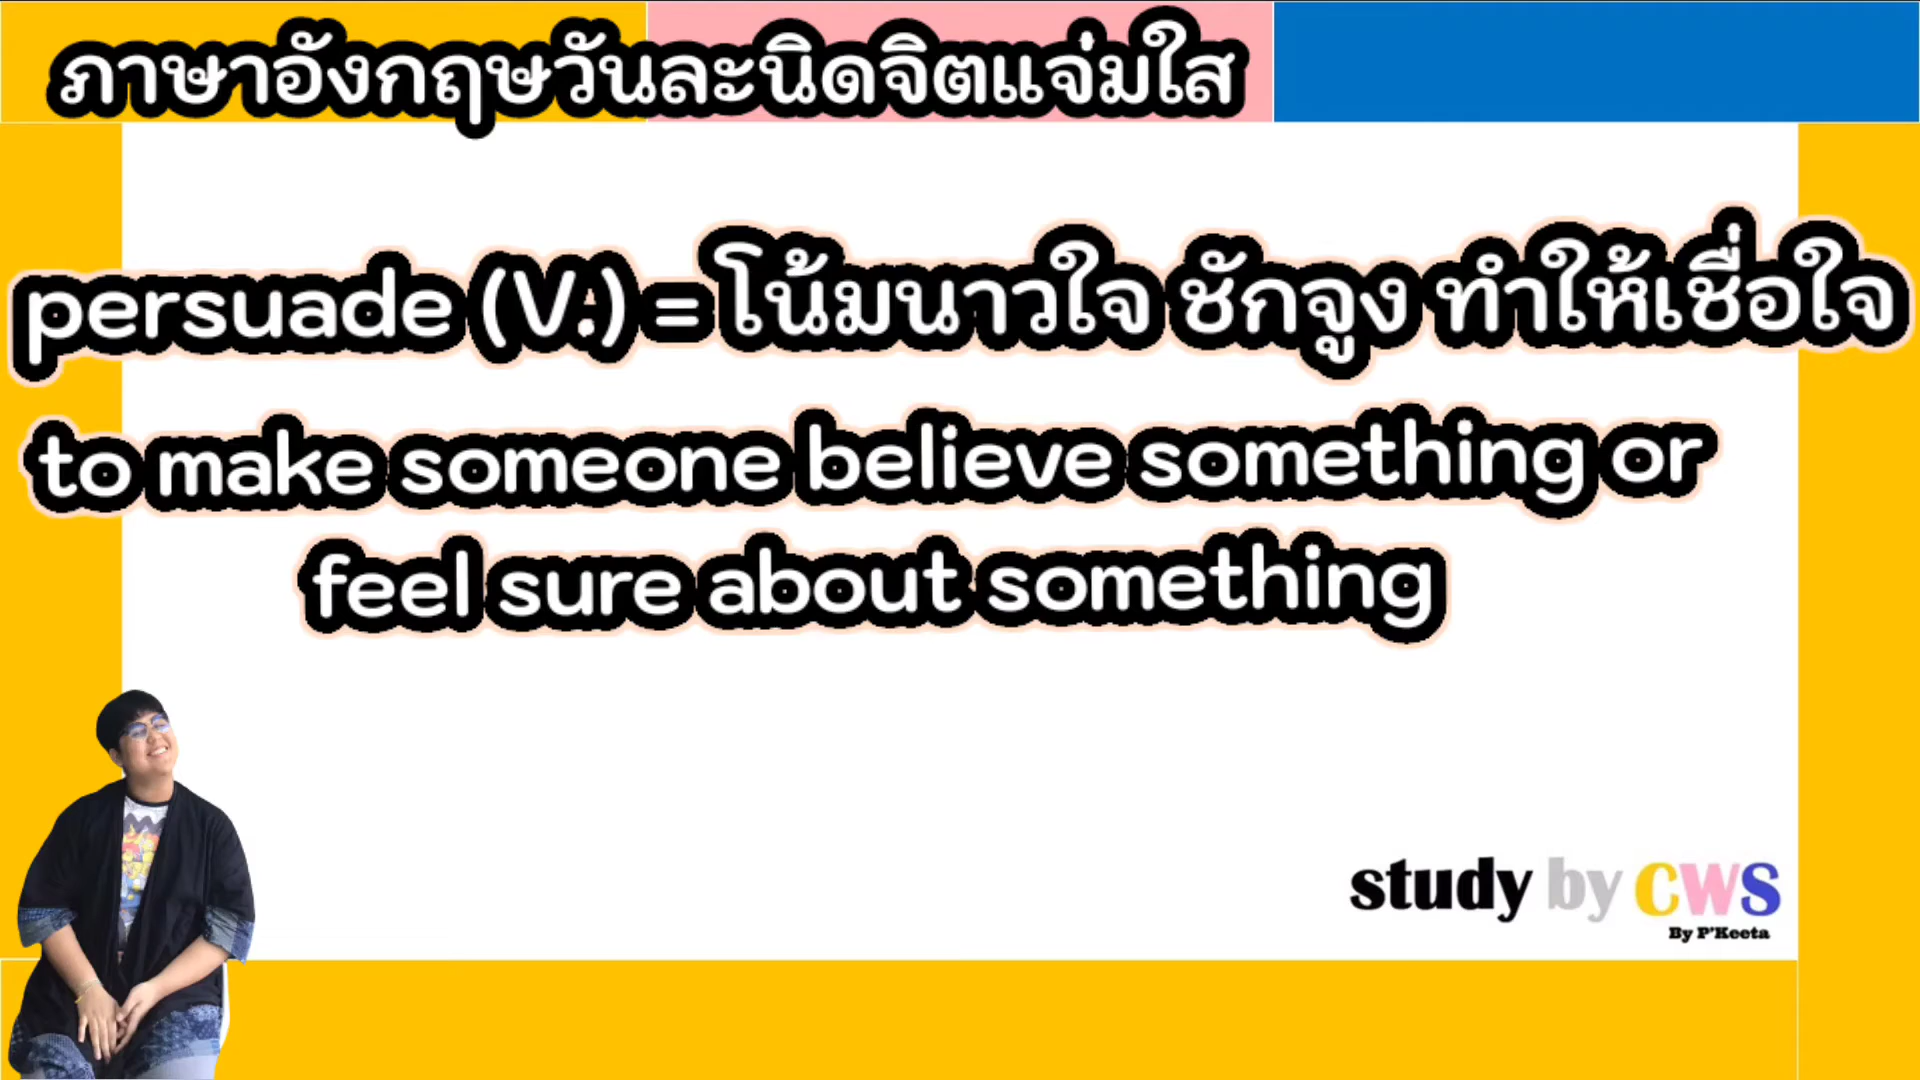 ภาษาอังกฤษวันละนิดจิตแจ่มใส
persuade (V.) = โน้มนาวใจ ชักจูง ทำให้เชื่อใจ
to make someone believe something or
feel sure about something
study by CWS
By P'Keeta